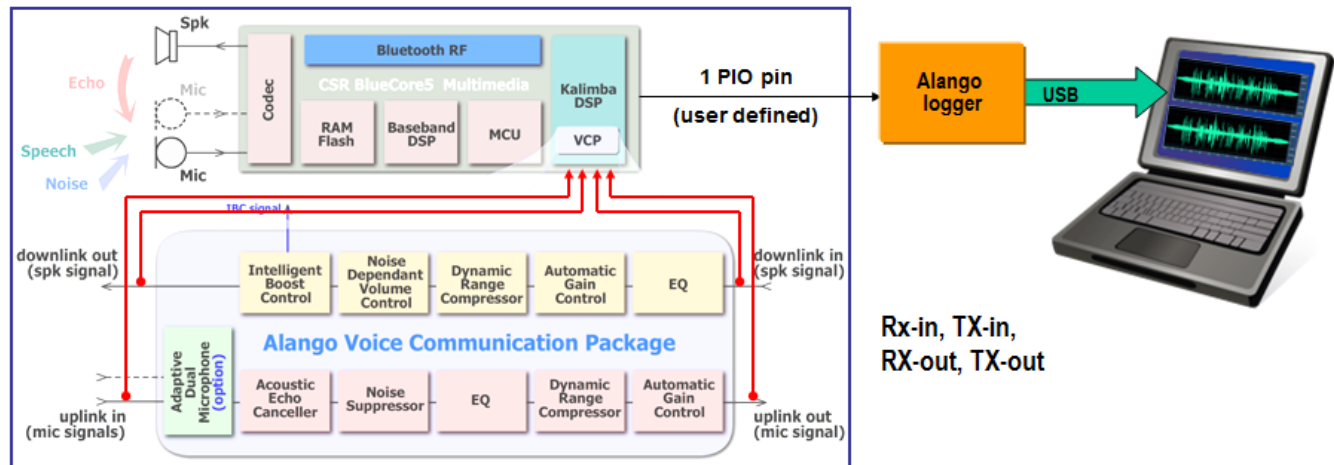 Spk
Bluetooth RF
Echo
Mic
Codec
CSR BlueCore5 Multimedia
Kalimba
DSP
RAM
Flash
Baseband
DSP
MCU
VCP
Speech
Noise
Mic
1 PIO pin
(user defined)
Alango
logger
USB
IBC signal
downlink out
(spk signal)
Intelligent
Boost
Control
Noise
Dependant
Volume
Control
Dynamic
Range
Compressor
Automatic
Gain
Control
EQ
downlink in
(spk signal)
Alango Voice Communication Package
Adaptive
Dual
Microphone
(option)
uplink in
(mic signals)
Acoustic
Echo
Canceller
Noise
Suppressor
EQ
Dynamic
Range
Compressor
Automatic
Gain
Control
uplink out
(mic signal)
Rx-in, TX-in,
RX-out, TX-out